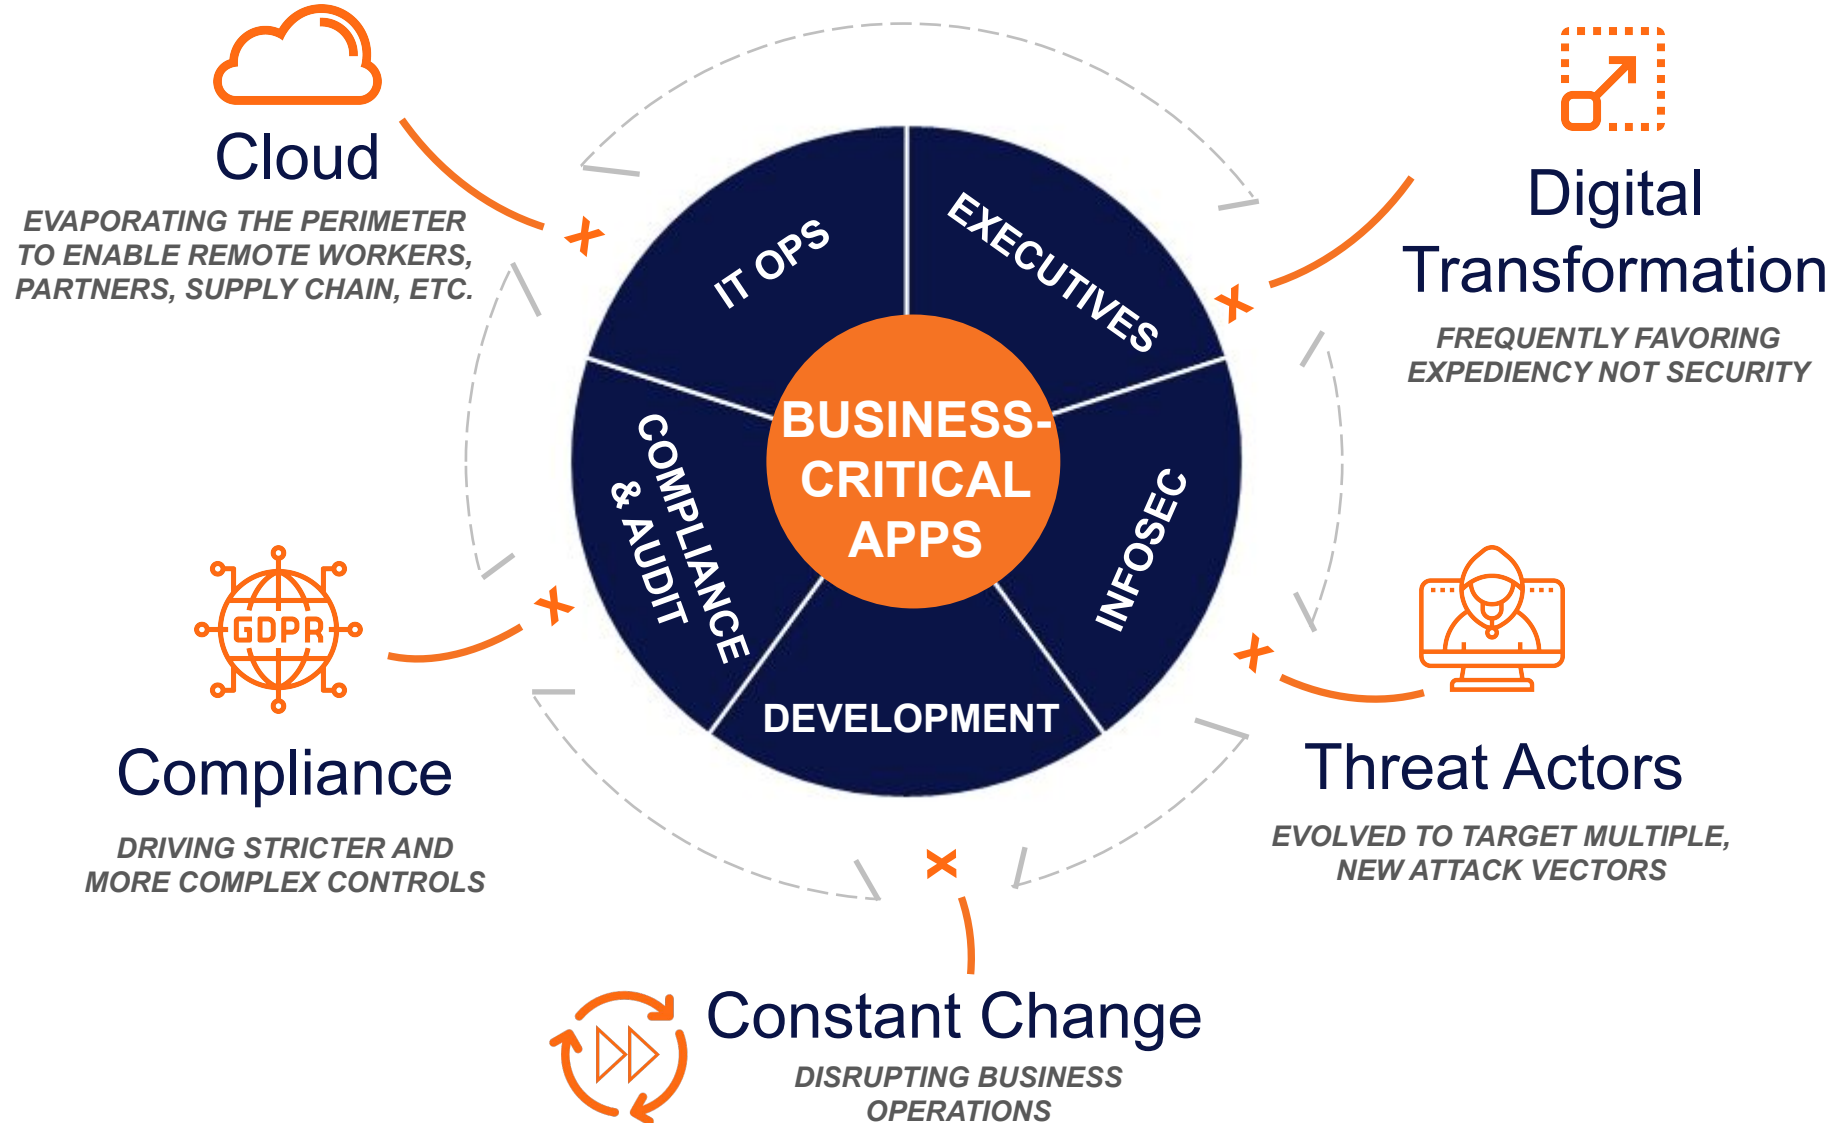 Cloud
EVAPORATING THE PERIMETER
TO ENABLE REMOTE WORKERS,
PARTNERS, SUPPLY CHAIN, ETC.
Digital
Transformation
FREQUENTLY FAVORING
EXPEDIENCY NOT SECURITY
IT OPS
EXECUTIVES
COMPLIANCE
& AUDIT
BUSINESS-
CRITICAL
APPS
INFOSEC
DEVELOPMENT
GDPR
Compliance
DRIVING STRICTER AND
MORE COMPLEX CONTROLS
Threat Actors
EVOLVED TO TARGET MULTIPLE,
NEW ATTACK VECTORS
Constant Change
DISRUPTING BUSINESS
OPERATIONS